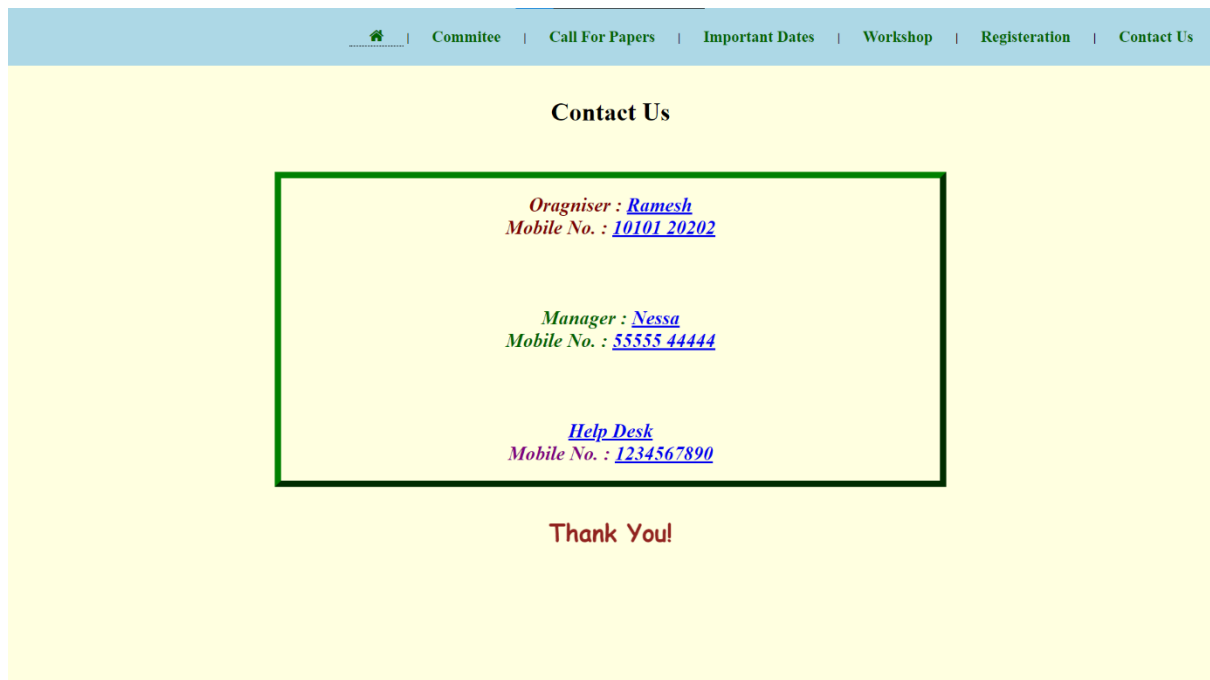 | Commitee | Call For Papers | Important Dates | Workshop | Registeration | Contact Us
Contact Us
Oragniser : Ramesh
Mobile No. : 10101 20202
Manager : Nessa
Mobile No. : 55555 44444
Help Desk
Mobile No. : 1234567890
Thank You!